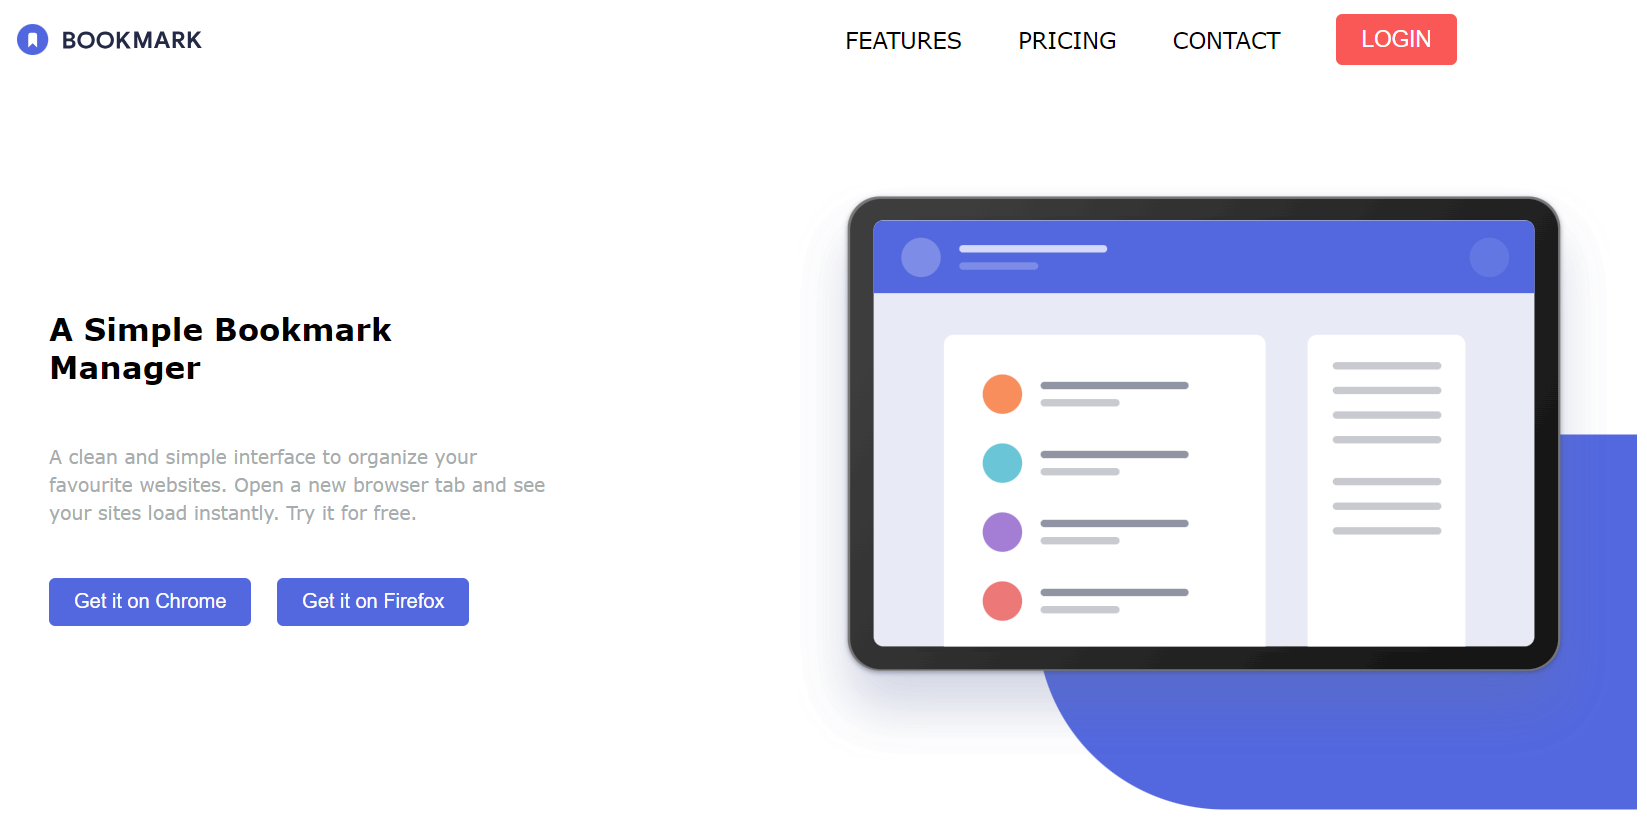 BOOKMARK
FEATURES PRICING CONTACT LOGIN
A Simple Bookmark
Manager
A clean and simple interface to organize your
favourite websites. Open a new browser tab and see
your sites load instantly. Try it for free.
Get it on Chrome Get it on Firefox